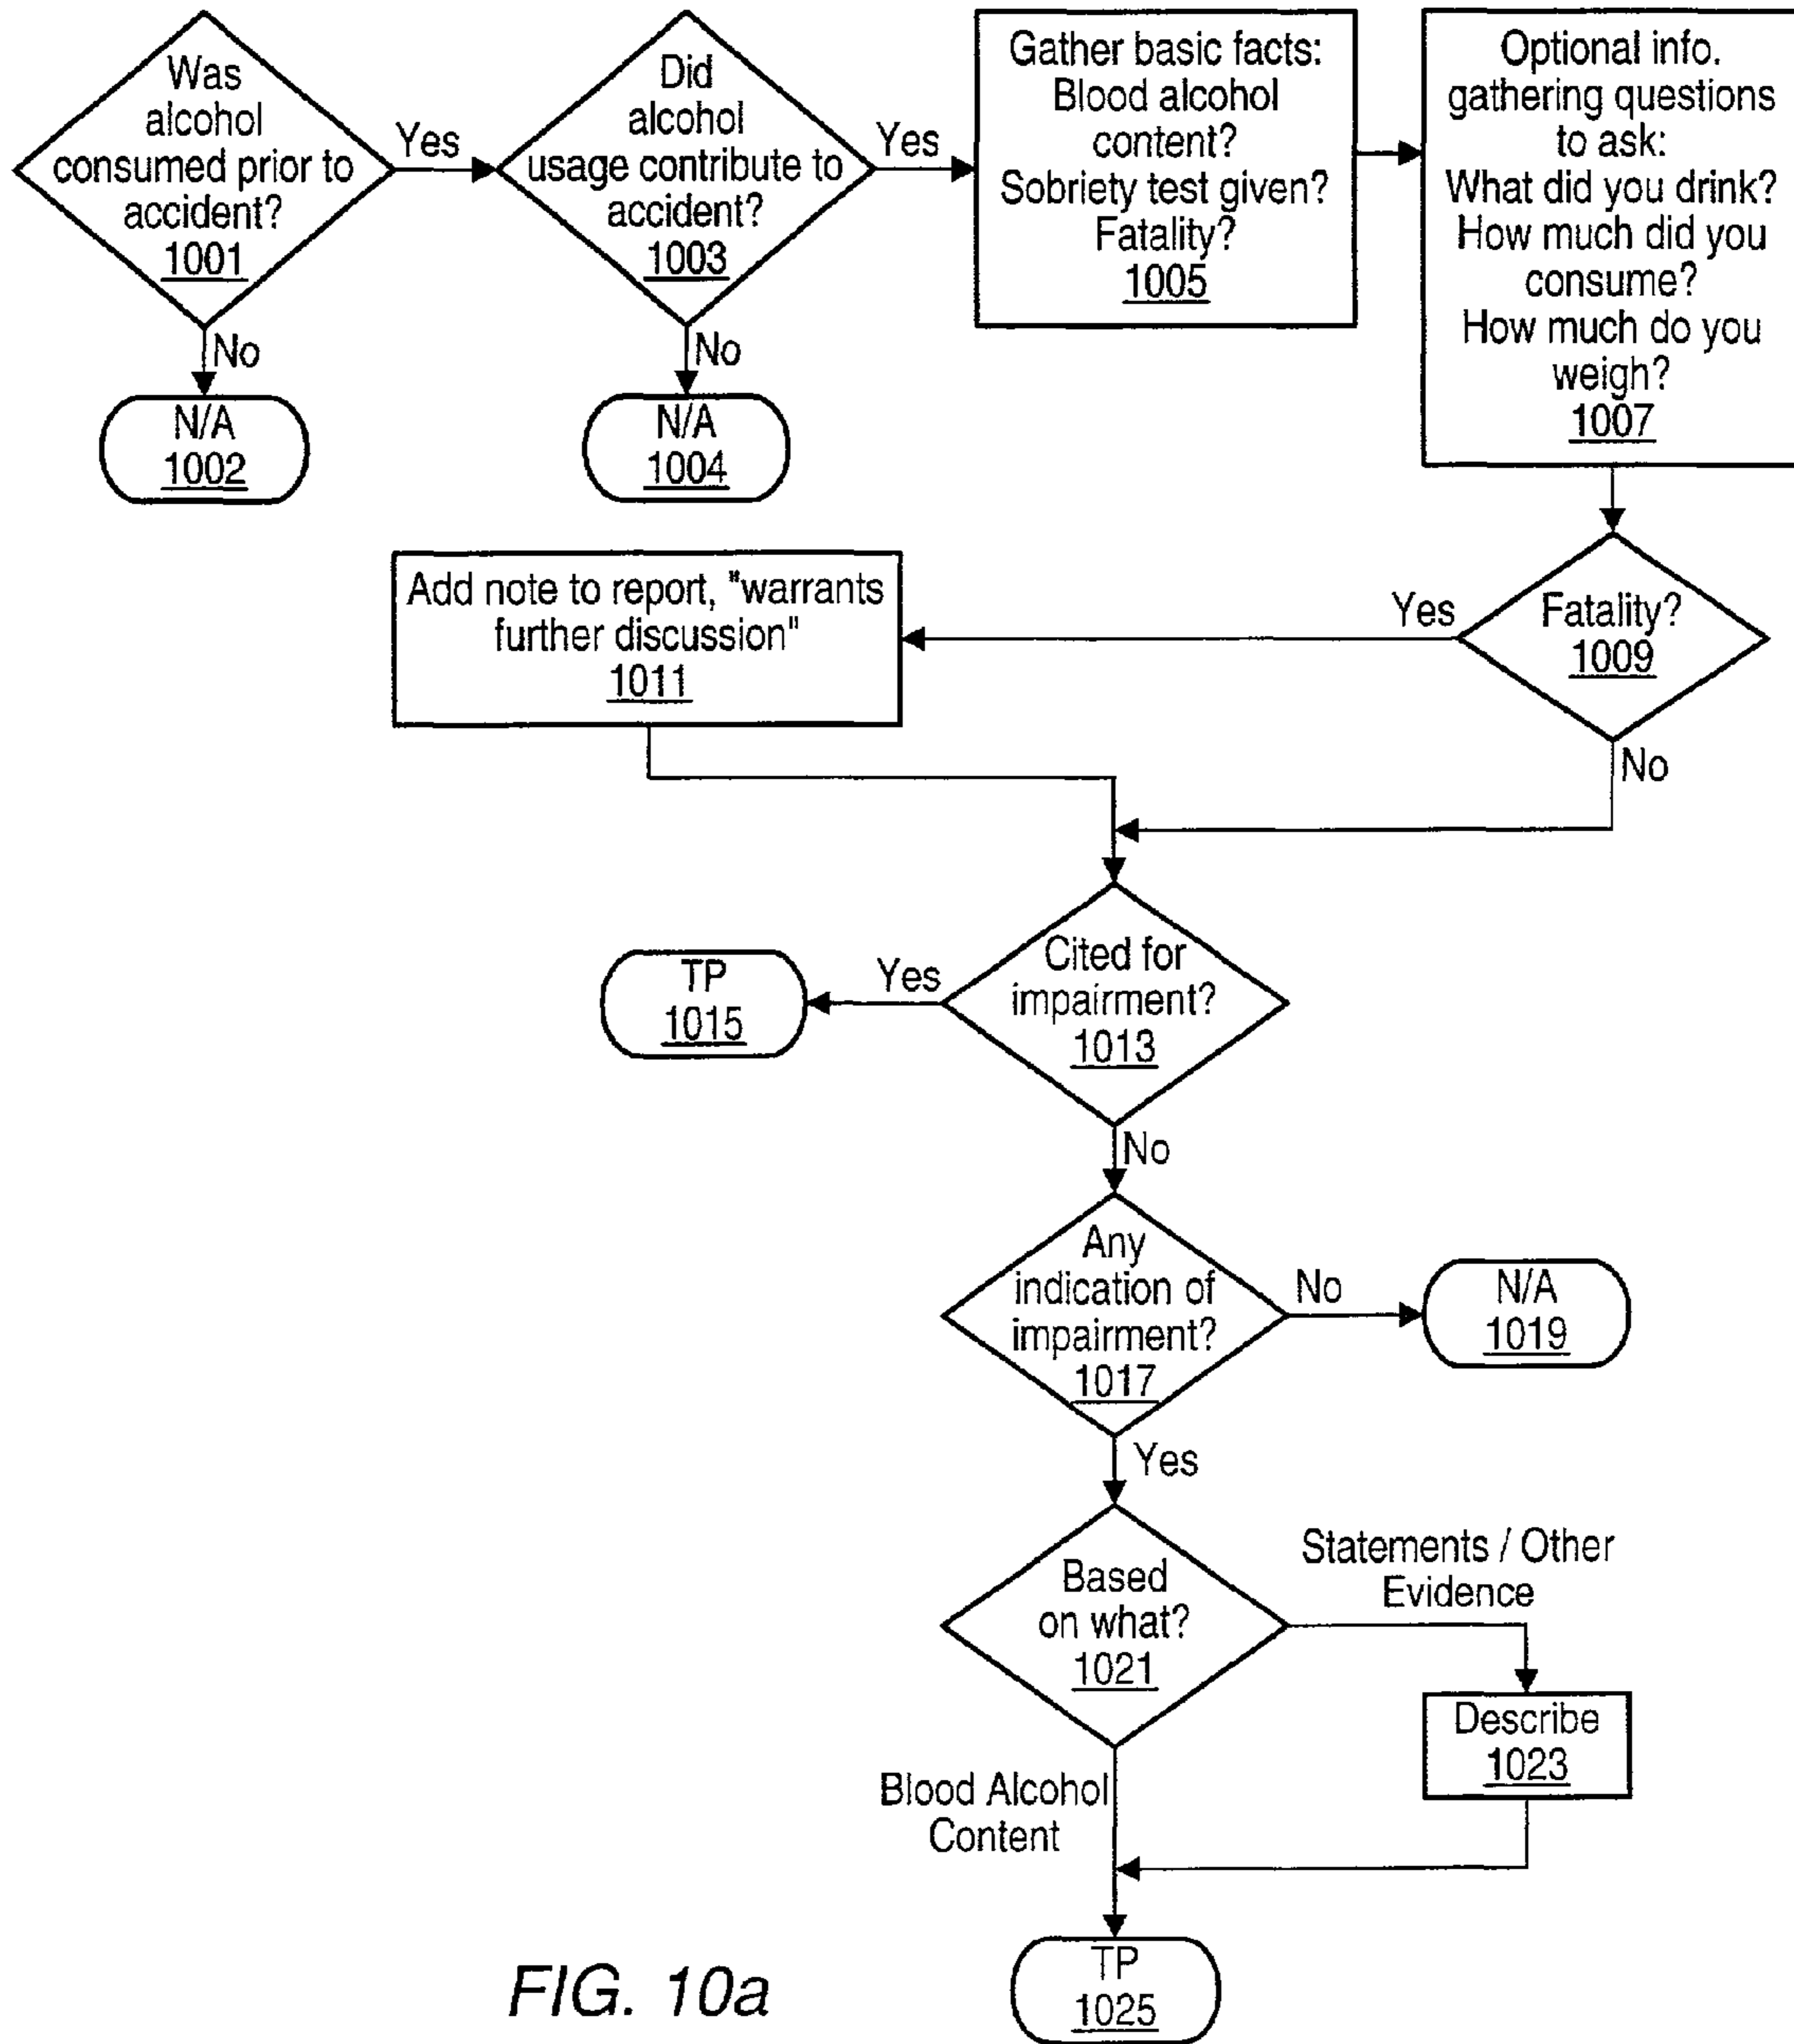 Was
alcohol
consumed prior to
accident?
1001
Yes
No
N/A
1002
Did
alcohol
usage contribute to
accident?
1003
Yes
No
N/A
1004
Gather basic facts:
Blood alcohol
content?
Sobriety test given?
Fatality?
1005
Optional info.
gathering questions
to ask:
What did you drink?
How much did you
consume?
How much do you
weigh?
1007
Fatality?
1009
Yes
No
Add note to report, "warrants
further discussion"
1011
Cited for
impairment?
1013
Yes
TP
1015
No
Any
indication of
impairment?
1017
No
N/A
1019
Yes
Based
on what?
1021
Statements / Other
Evidence
Describe
1023
Blood Alcohol
Content
TP
1025
FIG. 10a